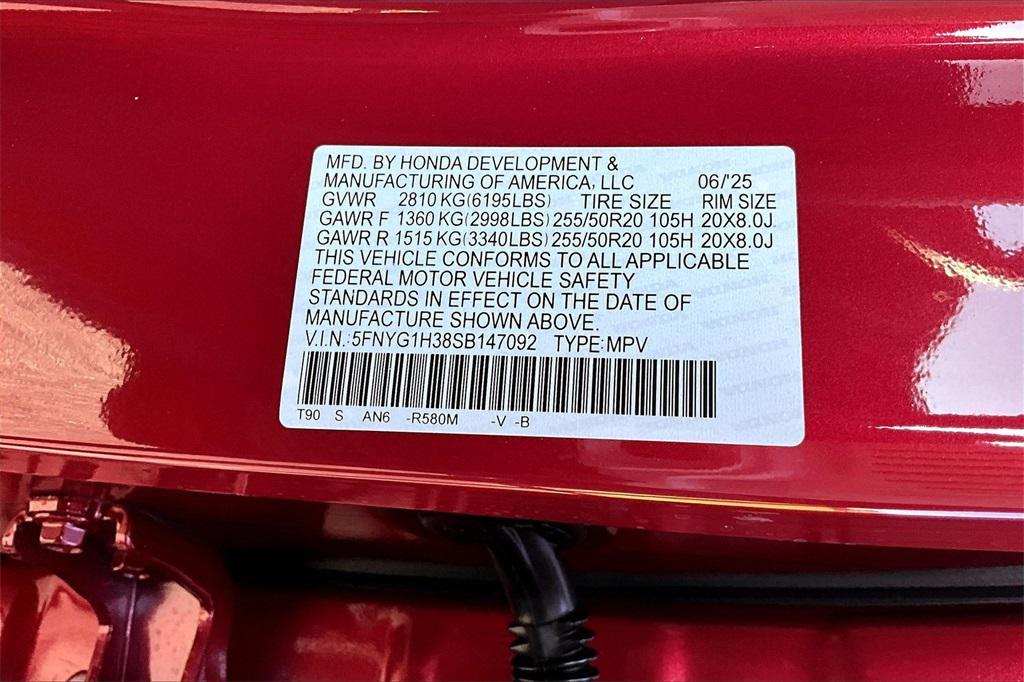 MFD. BY HONDA DEVELOPMENT &
MANUFACTURING OF AMERICA, LLC 06/'25
GVWR 2810 KG(6195LBS) TIRE SIZE RIM SIZE
GAWR F 1360 KG(2998LBS) 255/50R20 105H 20X8.0J
GAWR R 1515 KG(3340LBS) 255/50R20 105H 20X8.0J
THIS VEHICLE CONFORMS TO ALL APPLICABLE
FEDERAL MOTOR VEHICLE SAFETY
STANDARDS IN EFFECT ON THE DATE OF
MANUFACTURE SHOWN ABOVE.
V.I.N.: 5FNYG1H38SB147092 TYPE: MPV
T90 S AN6 -R580M -V -B